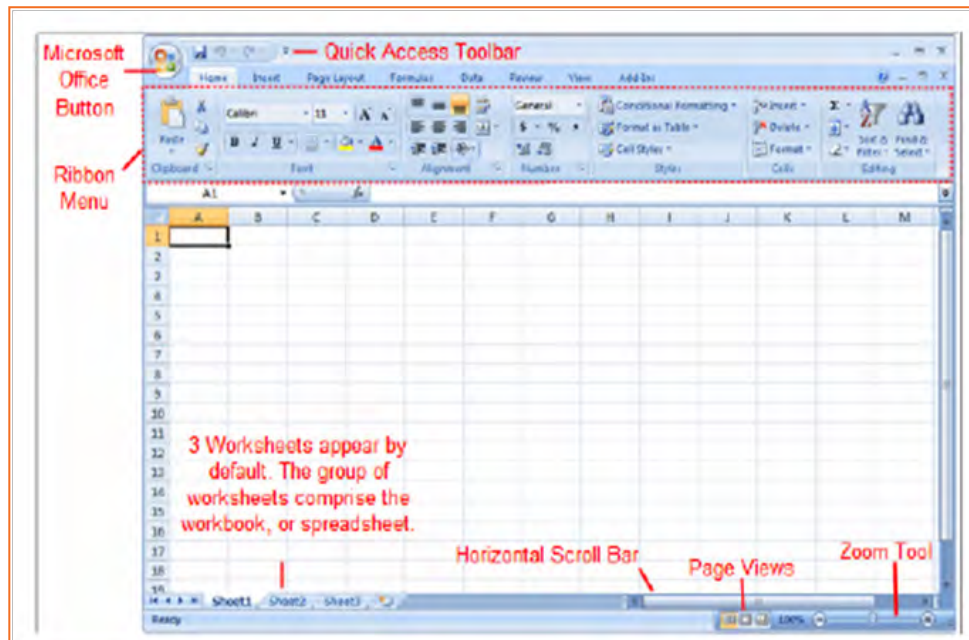 Microsoft Office Button
Quick Access Toolbar
Home Insert Page Layout Formulas Data Review View Add-Ins
Ribbon Menu
Calibri 11 General Conditional Formatting Insert Σ
Paste Format as Table Delete
B I U $ % , Cell Styles Format Sort & Filter Find & Select
Clipboard Font Alignment Number Styles Cells Editing
A1 fx
A B C D E F G H I J K L M
1
2
3
4
5
6
7
8
9
10
11
12
13
14
15
16
17
18
19
3 Worksheets appear by
default. The group of
worksheets comprise the
workbook, or spreadsheet.
Horizontal Scroll Bar
Page Views
Zoom Tool
Sheet1 Sheet2 Sheet3
Ready 100%